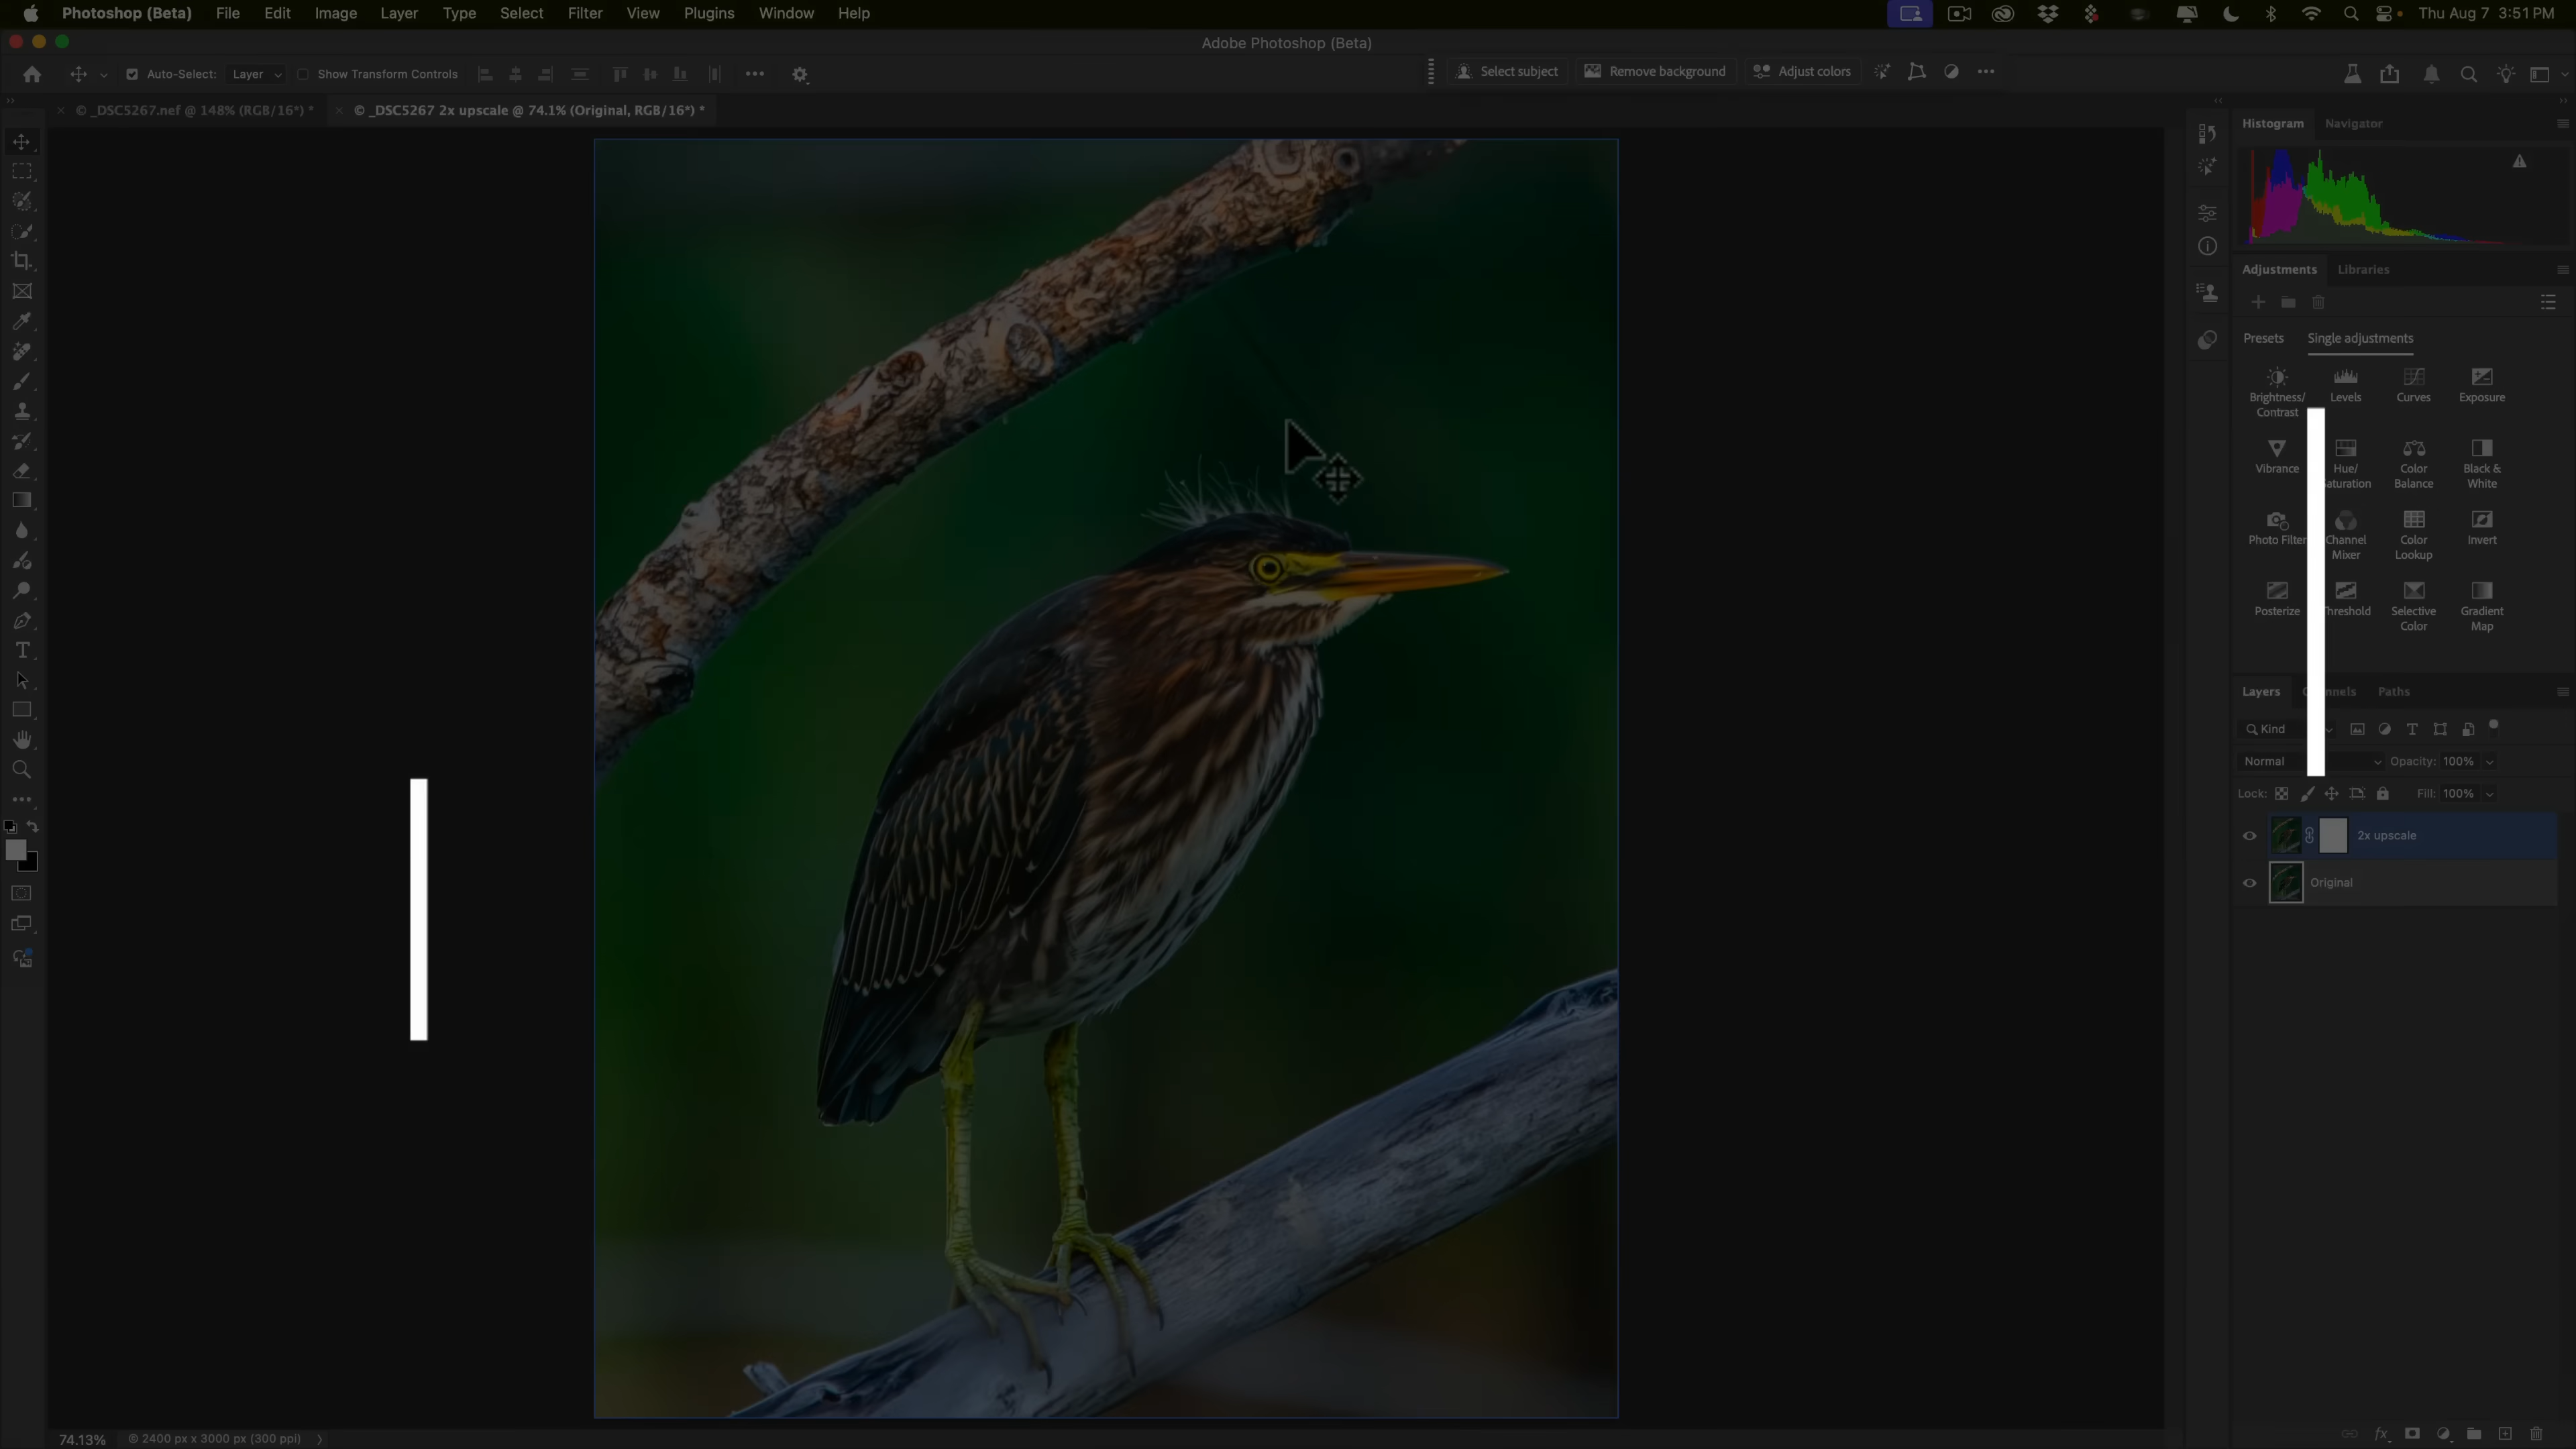 Photoshop (Beta) File Edit Image Layer Type Select Filter View Plugins Window Help Thu Aug 7 3:51 PM
Adobe Photoshop (Beta)
Auto-Select: Layer Show Transform Controls Select subject Remove background Adjust colors
© _DSC5267.nef @ 148% (RGB/16*) * © _DSC5267 2x upscale @ 74.1% (Original, RGB/16*) *
Histogram Navigator
Adjustments Libraries
Presets Single adjustments
Brightness/ Contrast Levels Curves Exposure
Vibrance Hue/ Saturation Color Balance Black & White
Photo Filter Channel Mixer Color Lookup Invert
Posterize Threshold Selective Color Gradient Map
Layers Channels Paths
Kind
Normal Opacity: 100%
Lock: Fill: 100%
2x upscale
Original
74.13% © 2400 px x 3000 px (300 ppi)